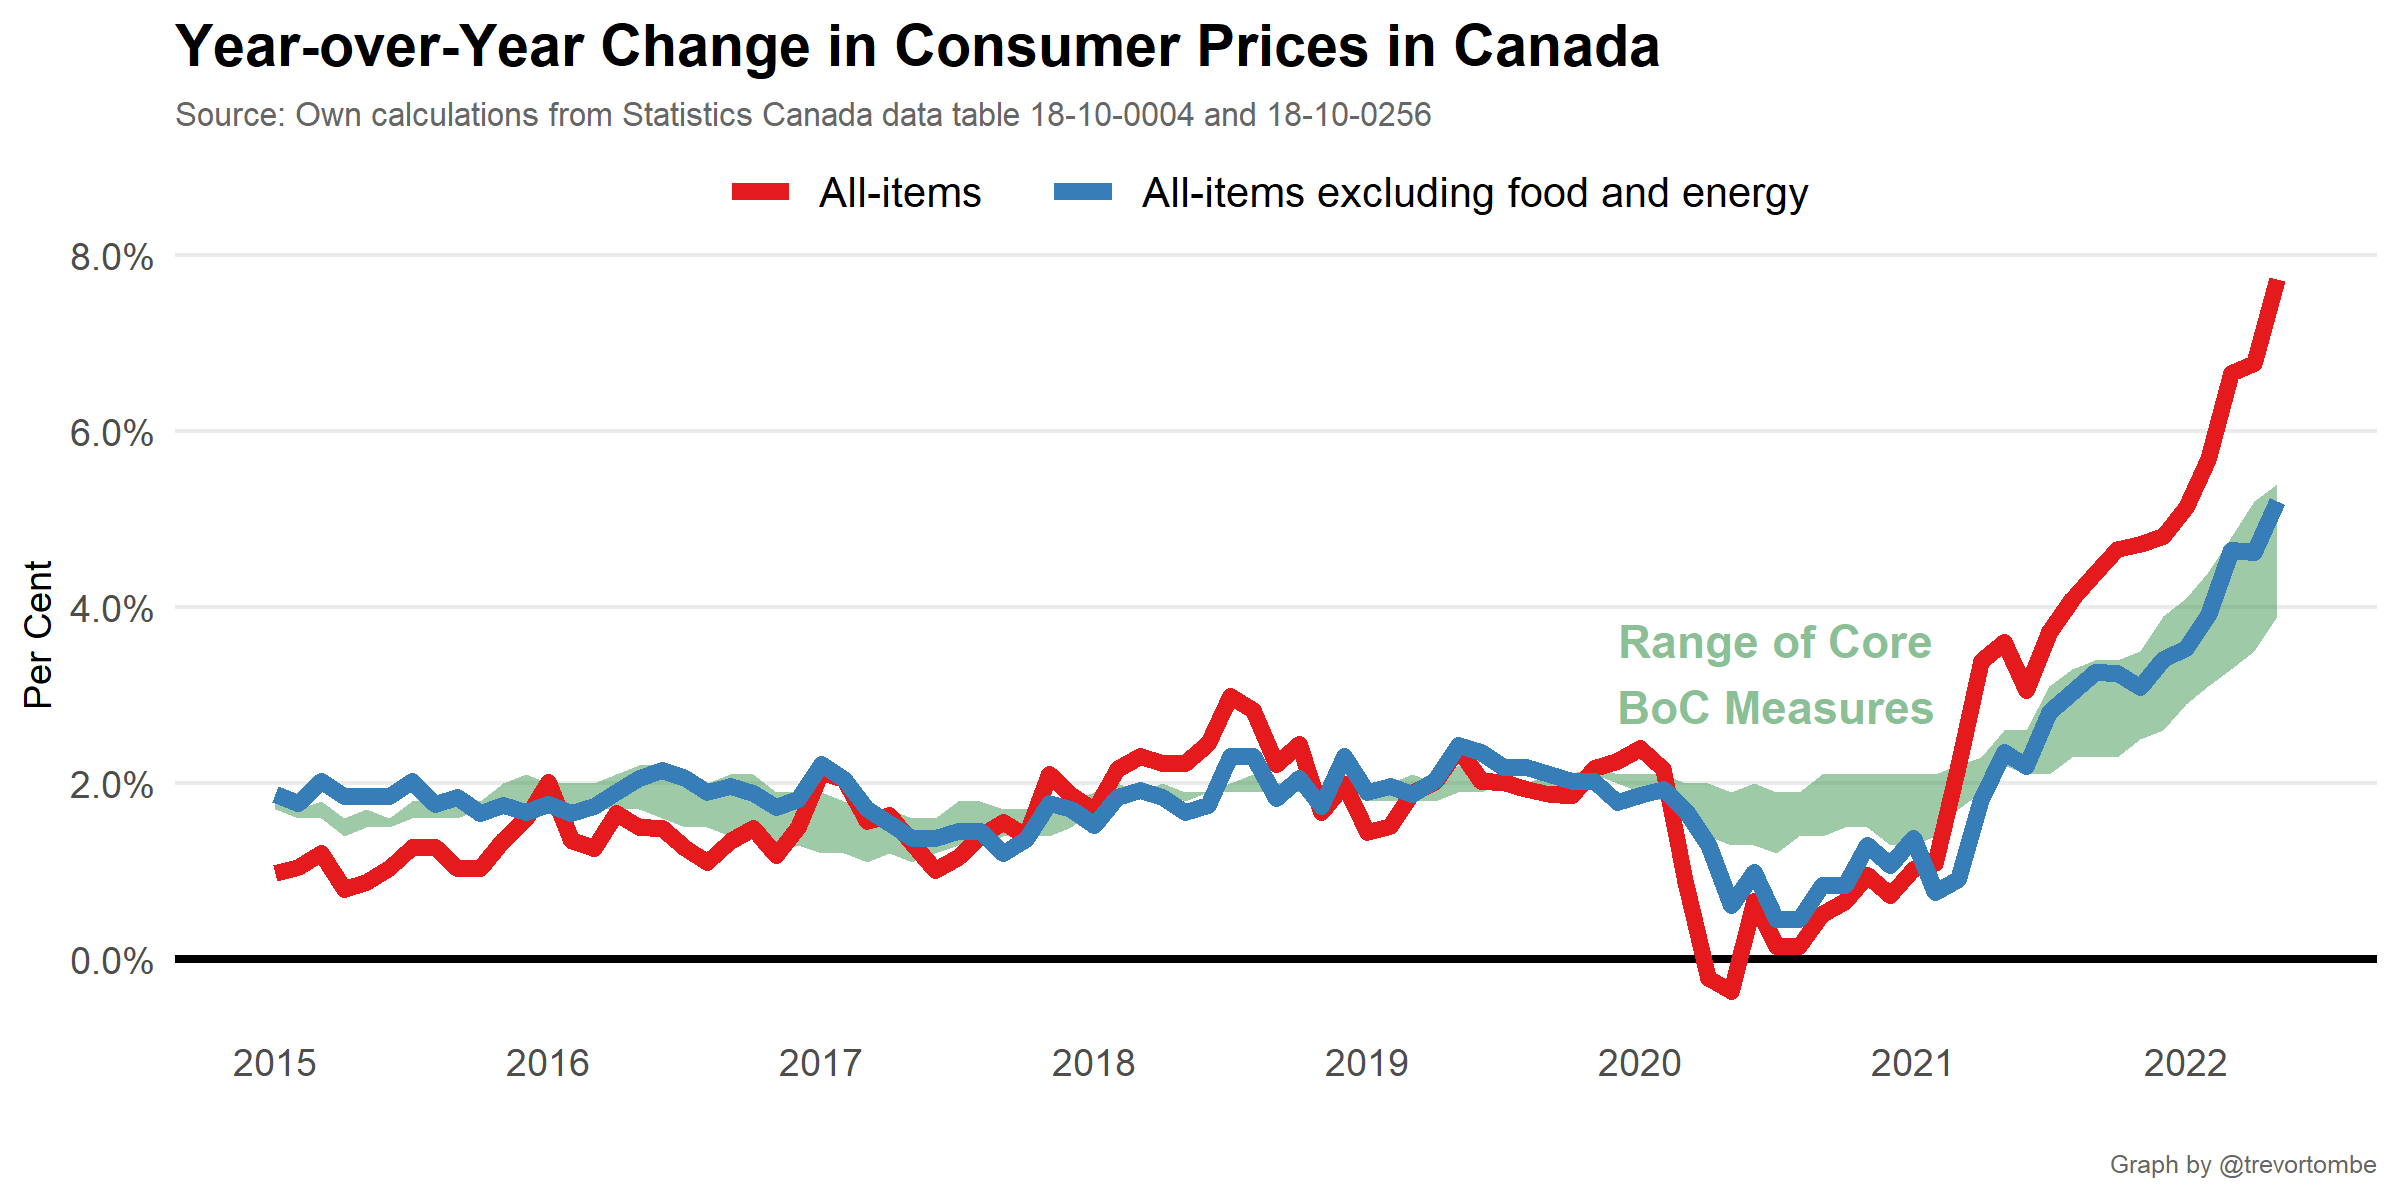 Year-over-Year Change in Consumer Prices in Canada
Source: Own calculations from Statistics Canada data table 18-10-0004 and 18-10-0256
All-items
All-items excluding food and energy
8.0%
6.0%
4.0%
2.0%
0.0%
Per Cent
Range of Core
BoC Measures
2015
2016
2017
2018
2019
2020
2021
2022
Graph by @trevortombe